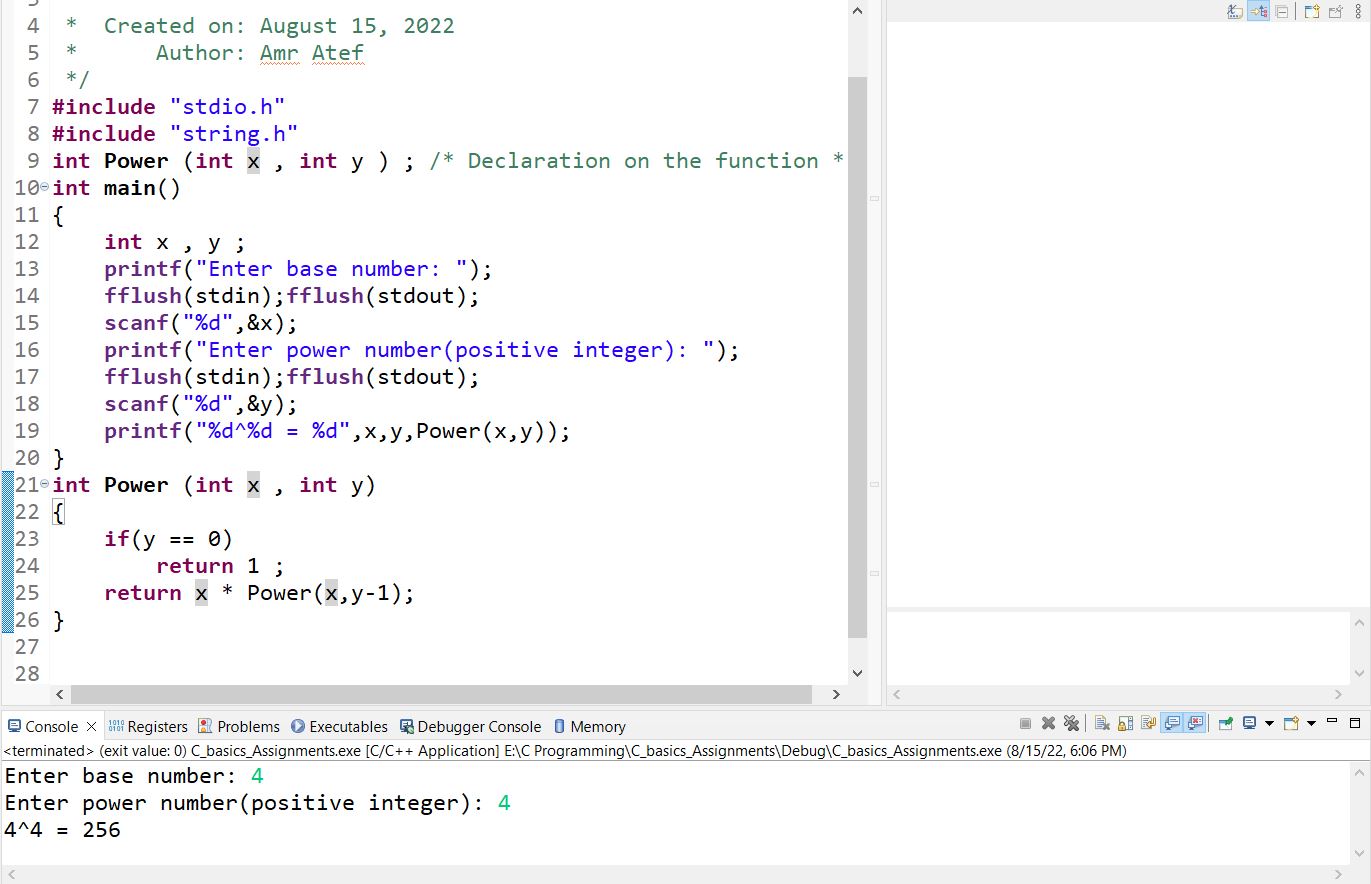 4  *  Created on: August 15, 2022
5  *      Author: Amr Atef
6  */
7 #include "stdio.h"
8 #include "string.h"
9 int Power (int x , int y ) ; /* Declaration on the function *
10 int main()
11 {
12     int x , y ;
13     printf("Enter base number: ");
14     fflush(stdin);fflush(stdout);
15     scanf("%d",&x);
16     printf("Enter power number(positive integer): ");
17     fflush(stdin);fflush(stdout);
18     scanf("%d",&y);
19     printf("%d^%d = %d",x,y,Power(x,y));
20 }
21 int Power (int x , int y)
22 {
23     if(y == 0)
24         return 1 ;
25     return x * Power(x,y-1);
26 }
27
28
Console Registers Problems Executables Debugger Console Memory
<terminated> (exit value: 0) C_basics_Assignments.exe [C/C++ Application] E:\C Programming\C_basics_Assignments\Debug\C_basics_Assignments.exe (8/15/22, 6:06 PM)
Enter base number: 4
Enter power number(positive integer): 4
4^4 = 256